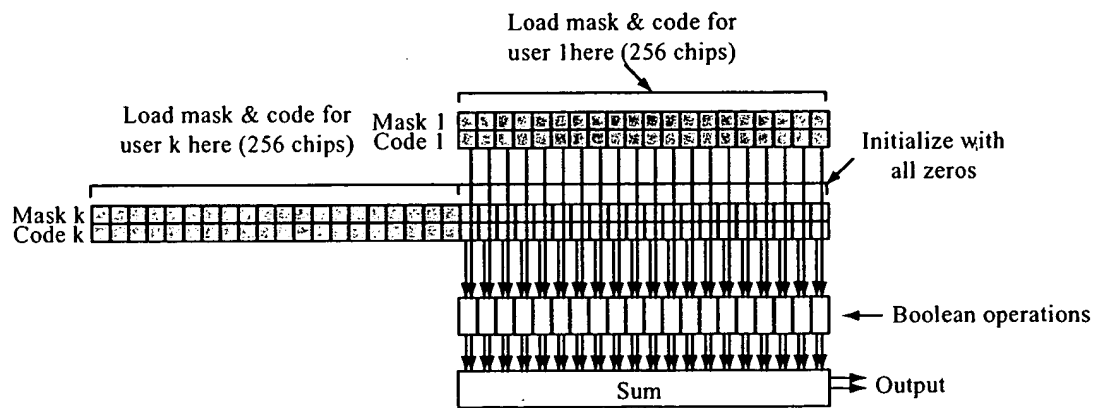 Load mask & code for
user 1here (256 chips)
Load mask & code for
user k here (256 chips)
Mask 1
Code 1
Initialize with
all zeros
Mask k
Code k
Boolean operations
Sum
Output